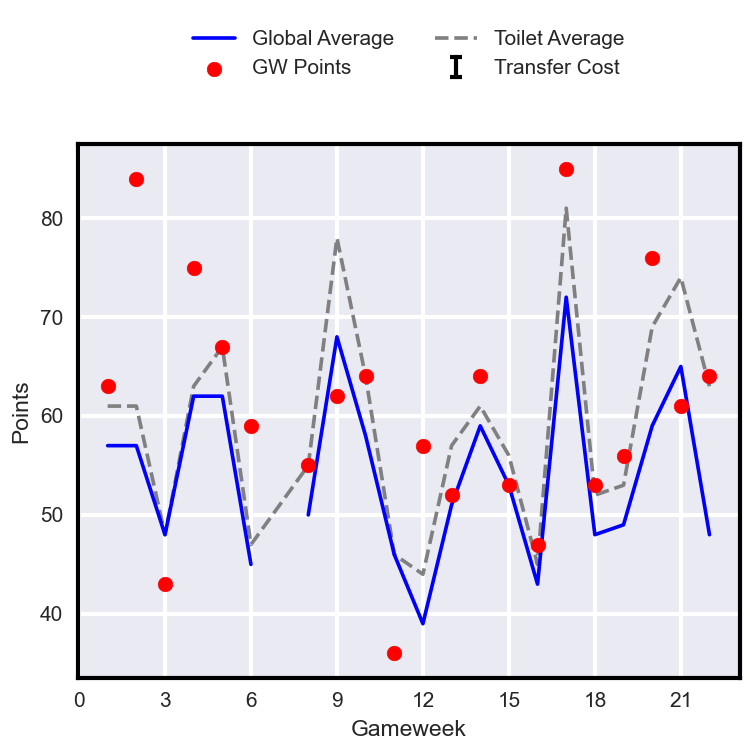 Global Average
Toilet Average
GW Points
Transfer Cost
80
70
60
50
40
Points
0 3 6 9 12 15 18 21
Gameweek